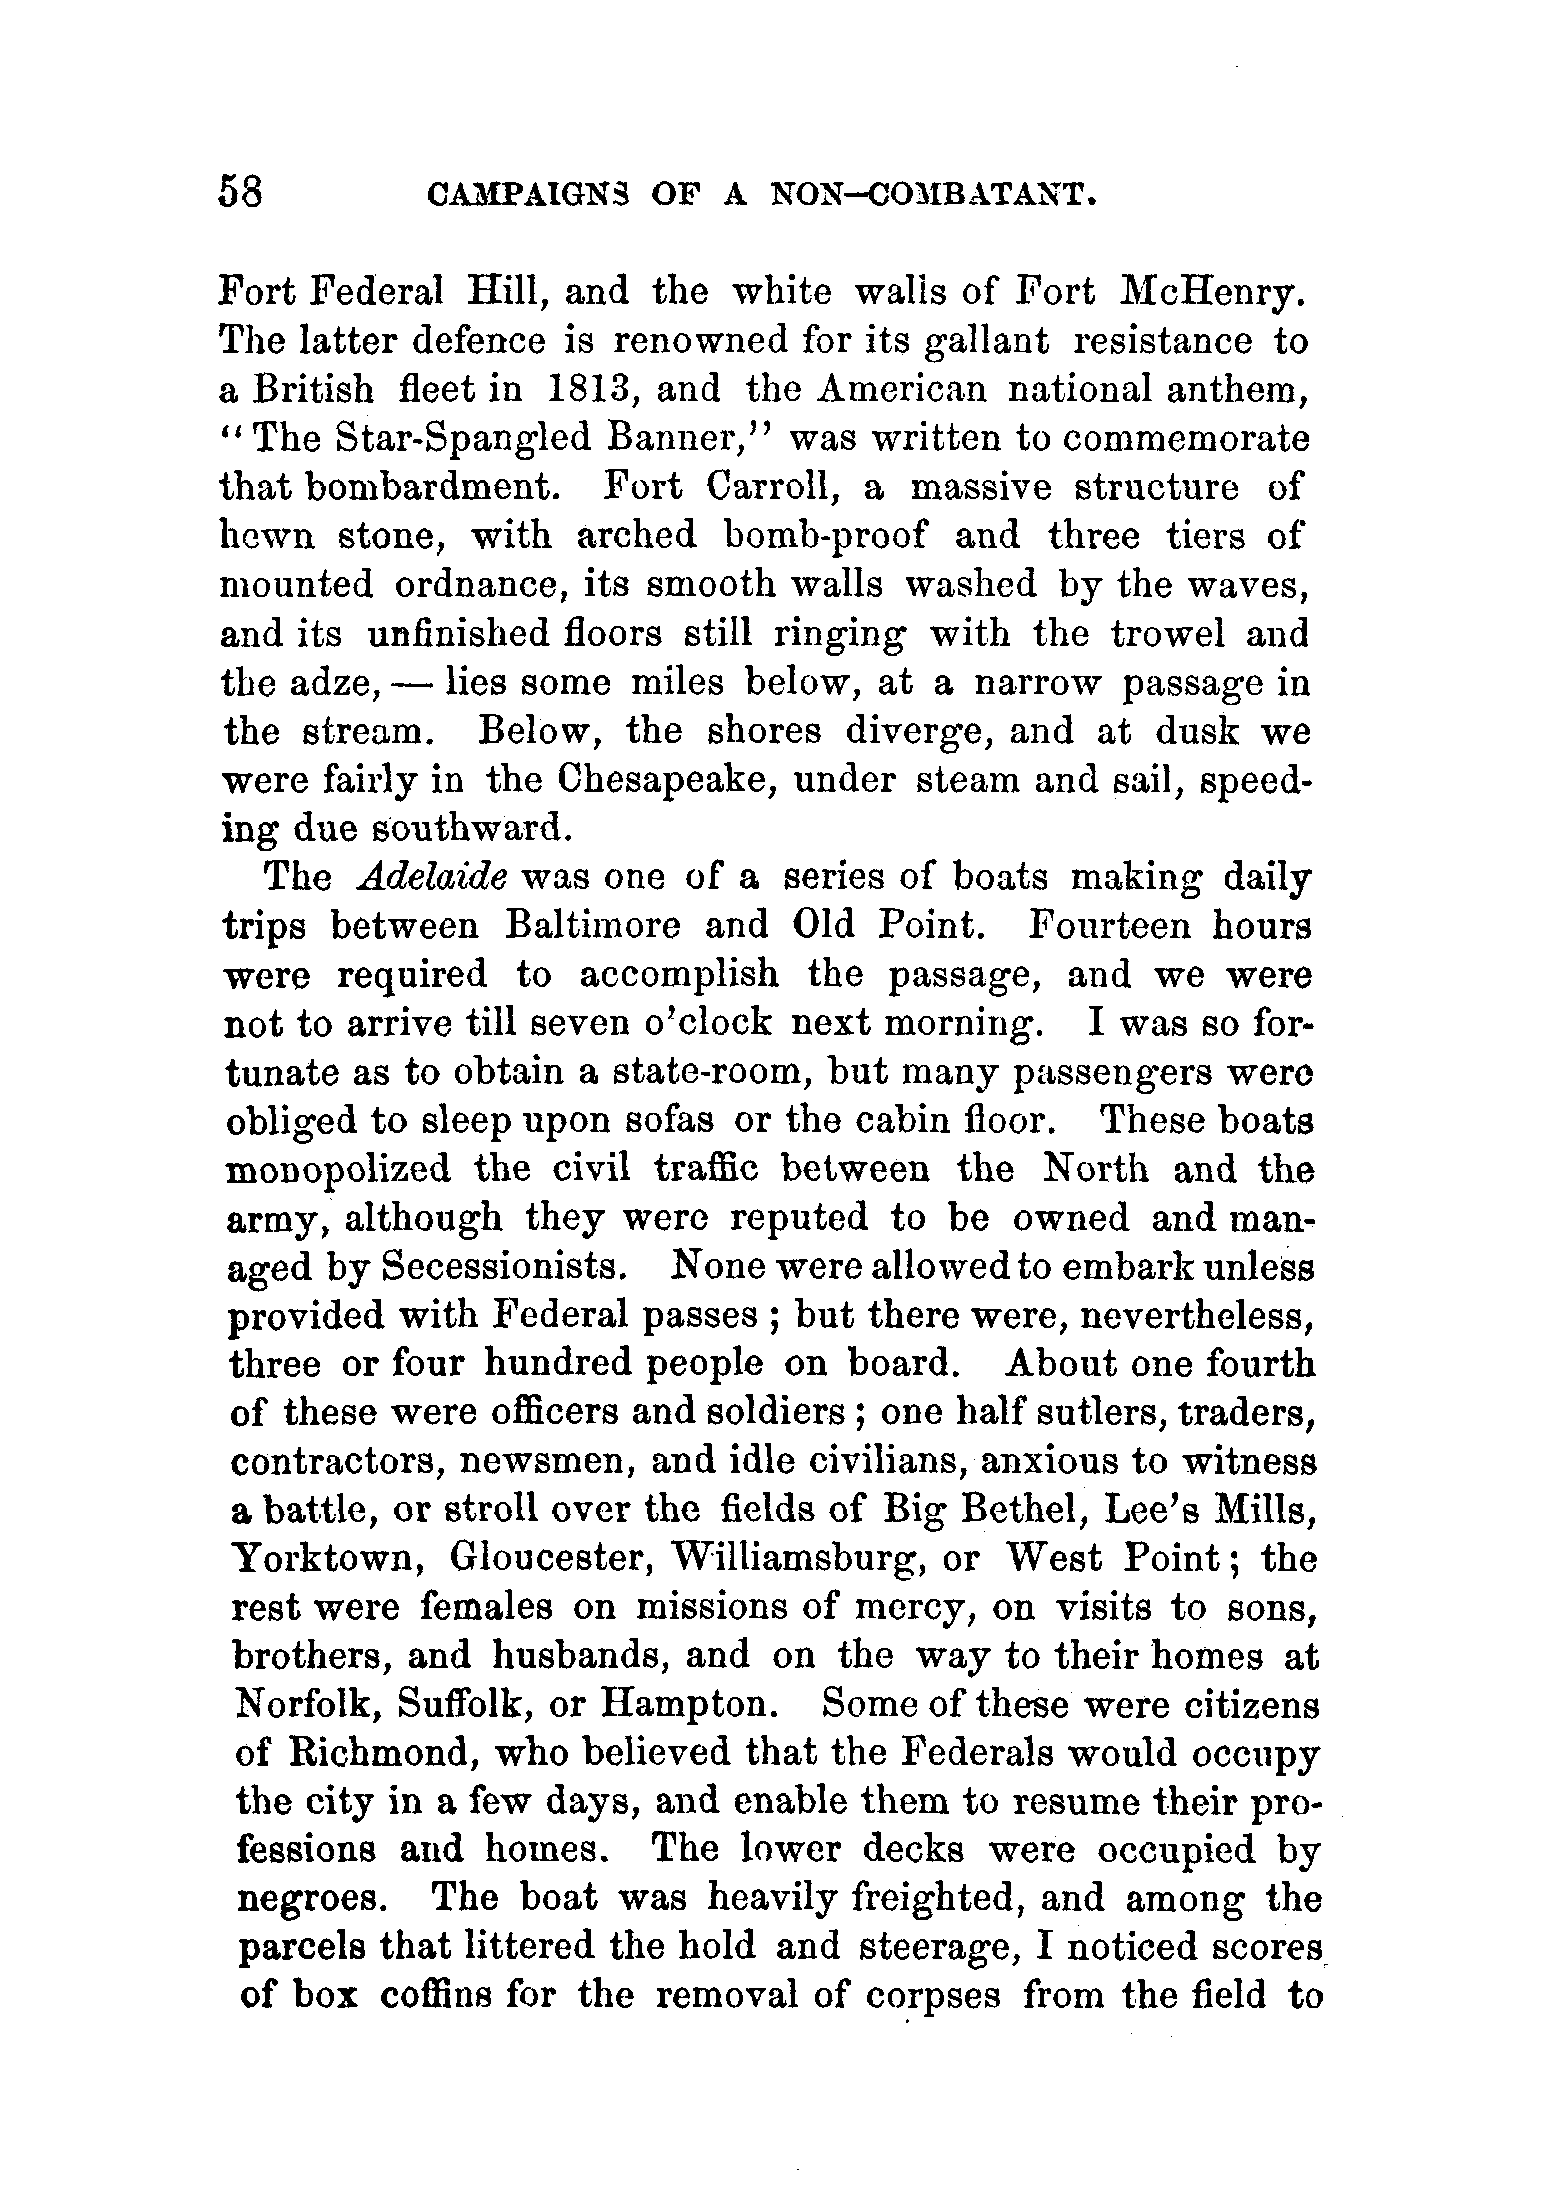 58 CAMPAIGNS OF A NON-COMBATANT.
Fort Federal Hill, and the white walls of Fort McHenry.
The latter defence is renowned for its gallant resistance to
a British fleet in 1813, and the American national anthem,
"The Star-Spangled Banner," was written to commemorate
that bombardment. Fort Carroll, a massive structure of
hewn stone, with arched bomb-proof and three tiers of
mounted ordnance, its smooth walls washed by the waves,
and its unfinished floors still ringing with the trowel and
the adze, — lies some miles below, at a narrow passage in
the stream. Below, the shores diverge, and at dusk we
were fairly in the Chesapeake, under steam and sail, speed-
ing due southward.
The Adelaide was one of a series of boats making daily
trips between Baltimore and Old Point. Fourteen hours
were required to accomplish the passage, and we were
not to arrive till seven o'clock next morning. I was so for-
tunate as to obtain a state-room, but many passengers were
obliged to sleep upon sofas or the cabin floor. These boats
monopolized the civil traffic between the North and the
army, although they were reputed to be owned and man-
aged by Secessionists. None were allowed to embark unless
provided with Federal passes ; but there were, nevertheless,
three or four hundred people on board. About one fourth
of these were officers and soldiers ; one half sutlers, traders,
contractors, newsmen, and idle civilians, anxious to witness
a battle, or stroll over the fields of Big Bethel, Lee's Mills,
Yorktown, Gloucester, Williamsburg, or West Point ; the
rest were females on missions of mercy, on visits to sons,
brothers, and husbands, and on the way to their homes at
Norfolk, Suffolk, or Hampton. Some of these were citizens
of Richmond, who believed that the Federals would occupy
the city in a few days, and enable them to resume their pro-
fessions and homes. The lower decks were occupied by
negroes. The boat was heavily freighted, and among the
parcels that littered the hold and steerage, I noticed scores
of box coffins for the removal of corpses from the field to